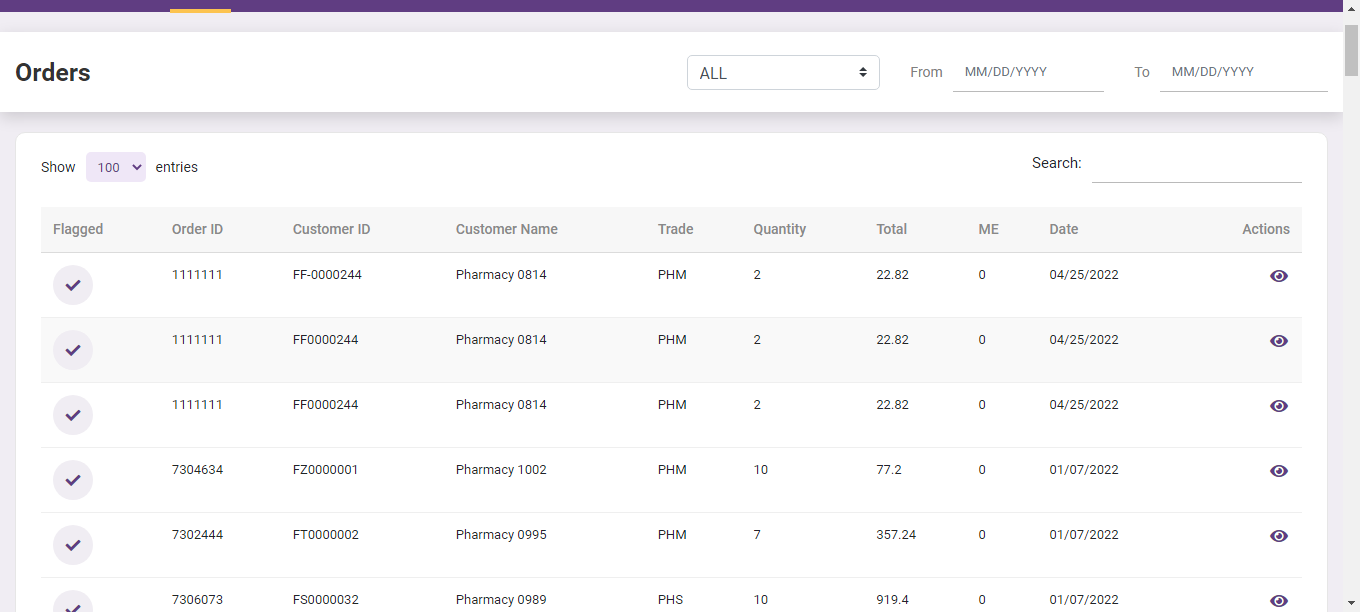 Orders ALL From MM/DD/YYYY To MM/DD/YYYY
Show 100 entries Search:
Flagged Order ID Customer ID Customer Name Trade Quantity Total ME Date Actions
1111111 FF-0000244 Pharmacy 0814 PHM 2 22.82 0 04/25/2022
1111111 FF0000244 Pharmacy 0814 PHM 2 22.82 0 04/25/2022
1111111 FF0000244 Pharmacy 0814 PHM 2 22.82 0 04/25/2022
7304634 FZ0000001 Pharmacy 1002 PHM 10 77.2 0 01/07/2022
7302444 FT0000002 Pharmacy 0995 PHM 7 357.24 0 01/07/2022
7306073 FS0000032 Pharmacy 0989 PHS 10 919.4 0 01/07/2022